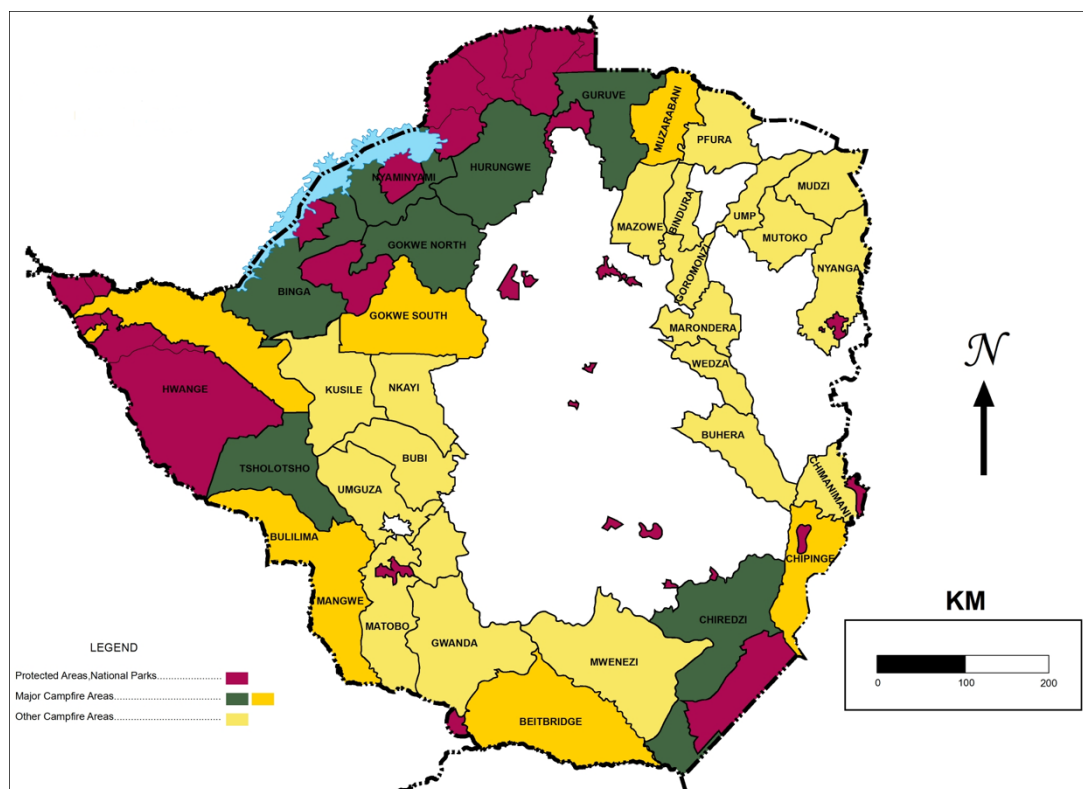 GURUVE
MUZARABANI
PFURA
HURUNGWE
NYAMINYAMI
MUDZI
BINDURA
UMP
MAZOWE
MUTOKO
GOKWE NORTH
NYANGA
GOROMONZI
BINGA
GOKWE SOUTH
MARONDERA
WEDZA
HWANGE
KUSILE
NKAYI
BUHERA
BUBI
TSHOLOTSHO
CHIMANIMANI
UMGUZA
BULILIMA
CHIPINGE
MANGWE
CHIREDZI
MATOBO
GWANDA
MWENEZI
BEITBRIDGE
N
KM
0 100 200
LEGEND
Protected Areas,National Parks......................
Major Campfire Areas....................................
Other Campfire Areas....................................